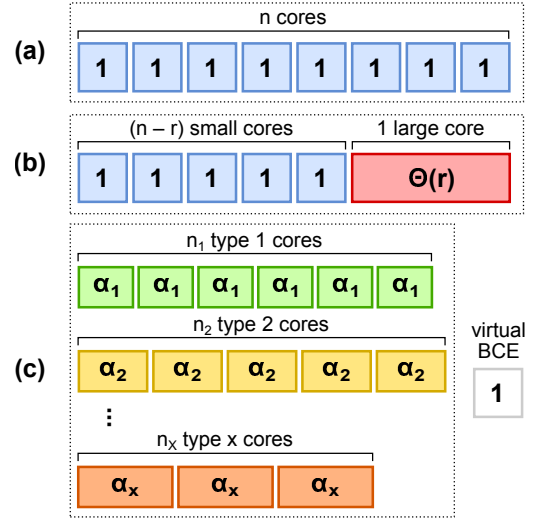 n cores
(a) 1 1 1 1 1 1 1 1
(n – r) small cores 1 large core
(b) 1 1 1 1 1 Θ(r)
n₁ type 1 cores
α₁ α₁ α₁ α₁ α₁ α₁
n₂ type 2 cores
virtual
BCE
(c) α₂ α₂ α₂ α₂ α₂
1
⋮
nₓ type x cores
αₓ αₓ αₓ